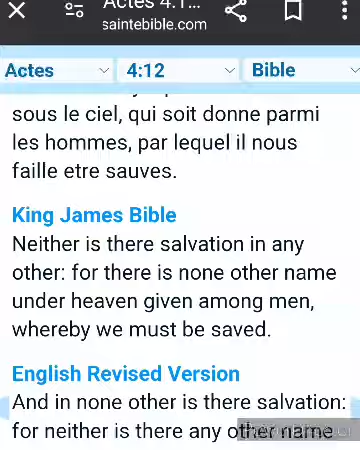 Actes 4:1...
saintebible.com
Actes 4:12 Bible
sous le ciel, qui soit donne parmi
les hommes, par lequel il nous
faille etre sauves.
King James Bible
Neither is there salvation in any
other: for there is none other name
under heaven given among men,
whereby we must be saved.
English Revised Version
And in none other is there salvation:
for neither is there any other name